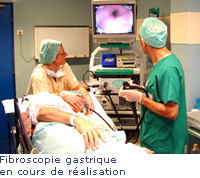 Fibroscopie gastrique
en cours de réalisation